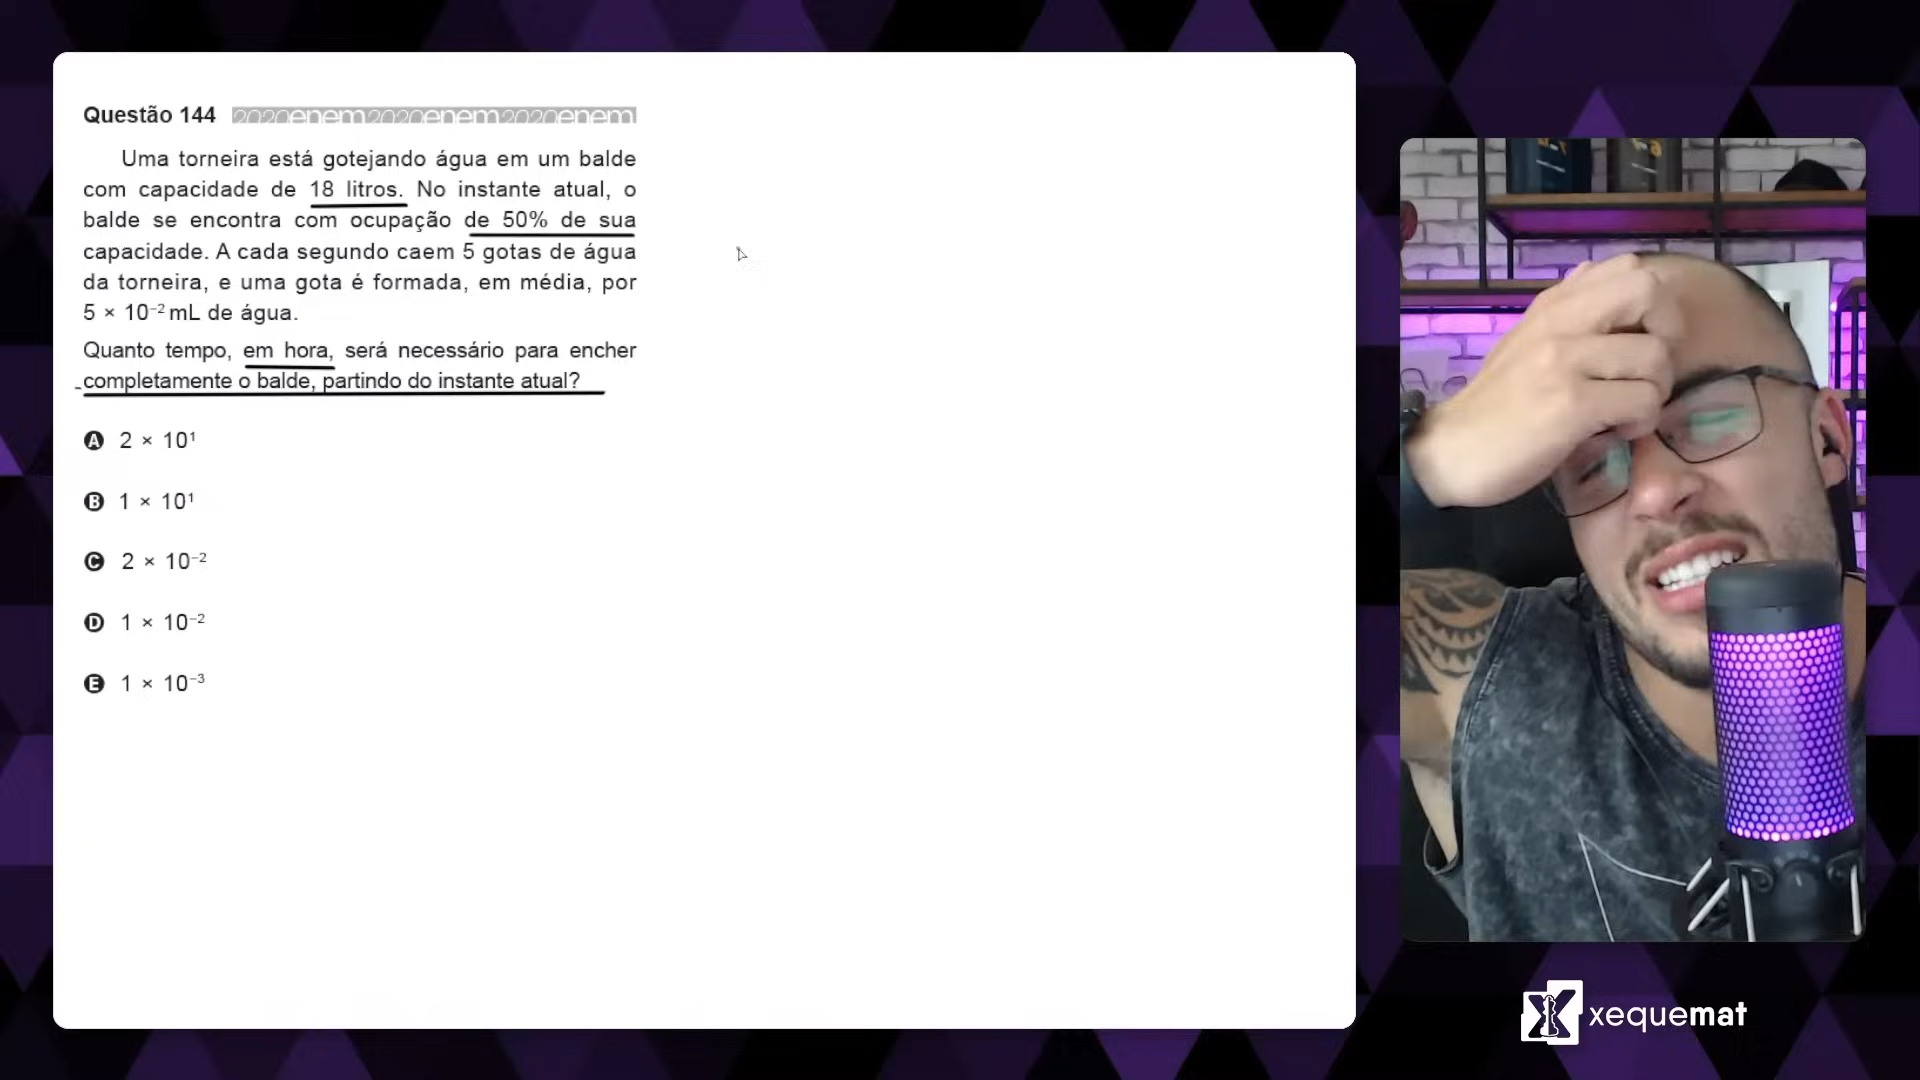 Questão 144 2020enem2020enem2020enem
Uma torneira está gotejando água em um balde
com capacidade de 18 litros. No instante atual, o
balde se encontra com ocupação de 50% de sua
capacidade. A cada segundo caem 5 gotas de água
da torneira, e uma gota é formada, em média, por
5 × 10⁻² mL de água.
Quanto tempo, em hora, será necessário para encher
completamente o balde, partindo do instante atual?
A 2 × 10¹
B 1 × 10¹
C 2 × 10⁻²
D 1 × 10⁻²
E 1 × 10⁻³
xequemat